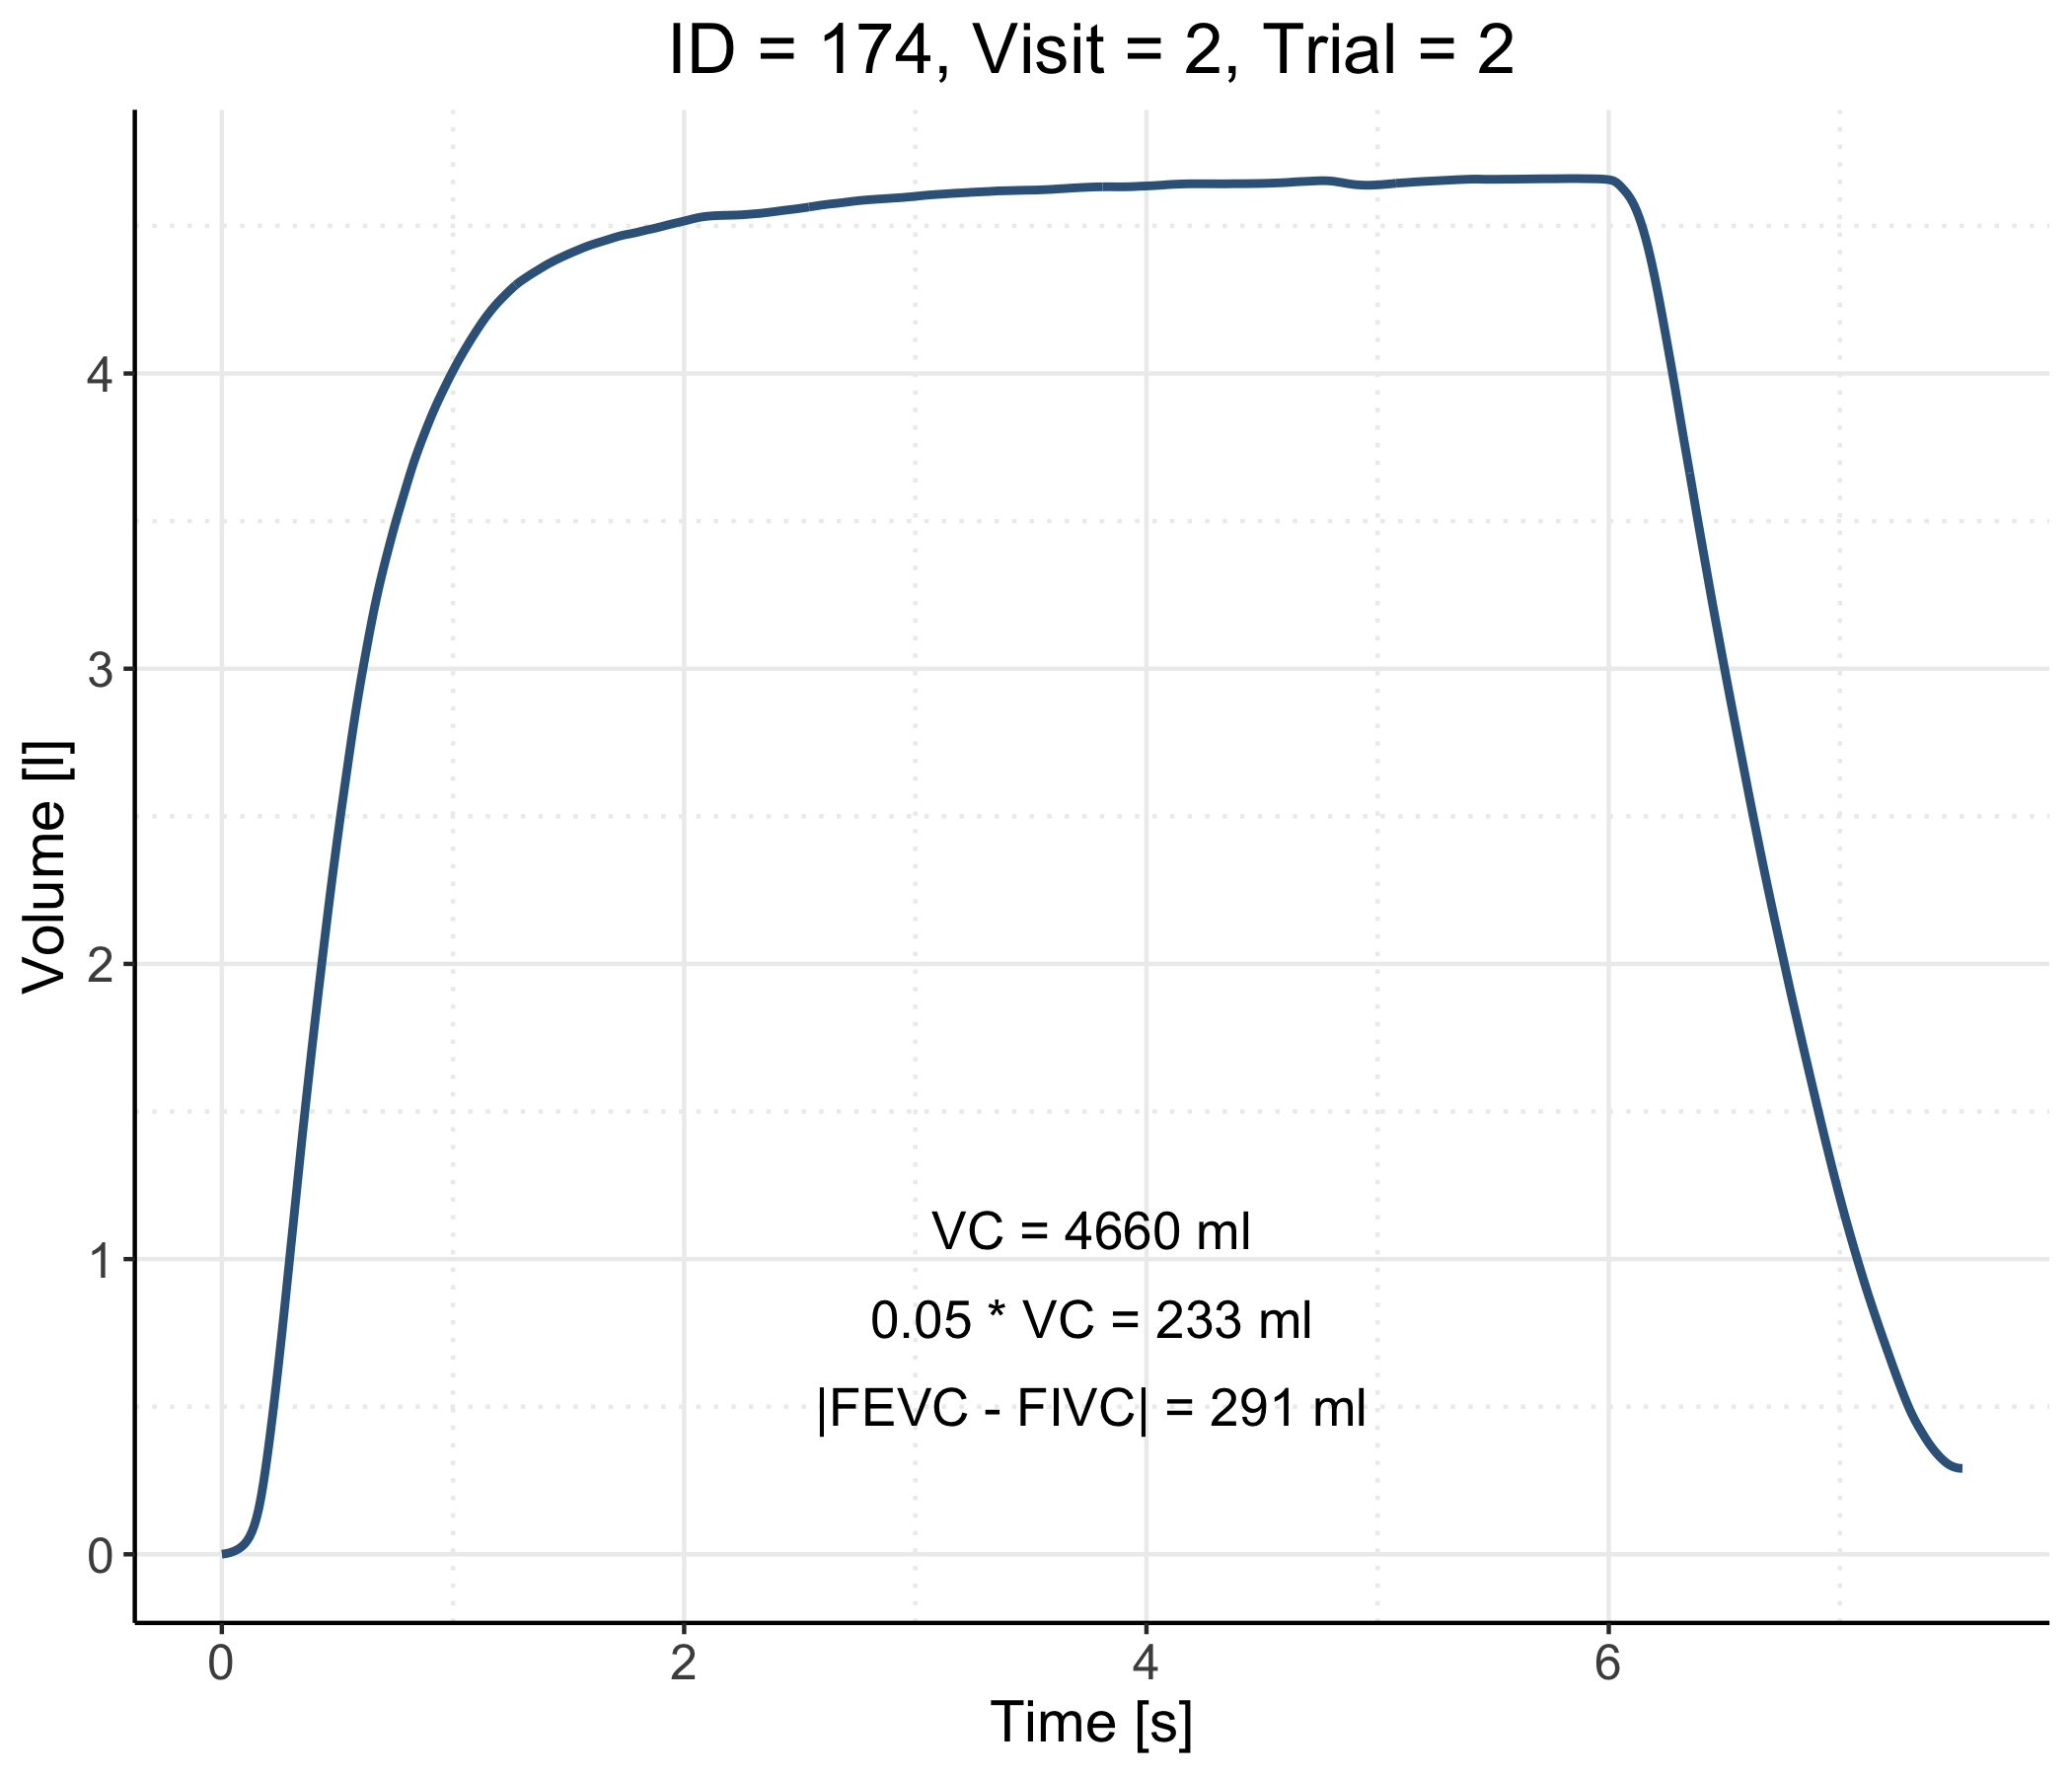 ID = 174, Visit = 2, Trial = 2
Volume [l]
4
3
2
1
0
VC = 4660 ml
0.05 * VC = 233 ml
|FEVC - FIVC| = 291 ml
0 2 4 6
Time [s]